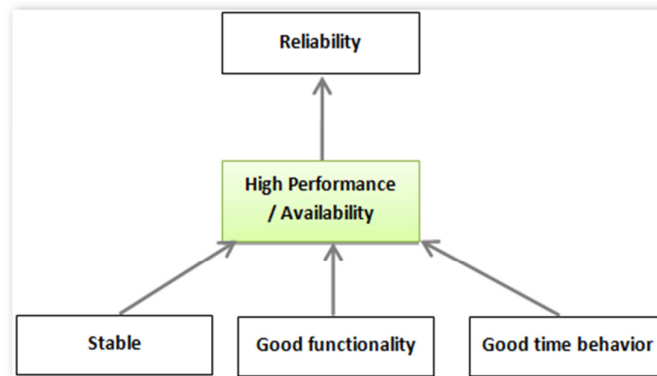 Reliability
High Performance
/ Availability
Stable
Good functionality
Good time behavior